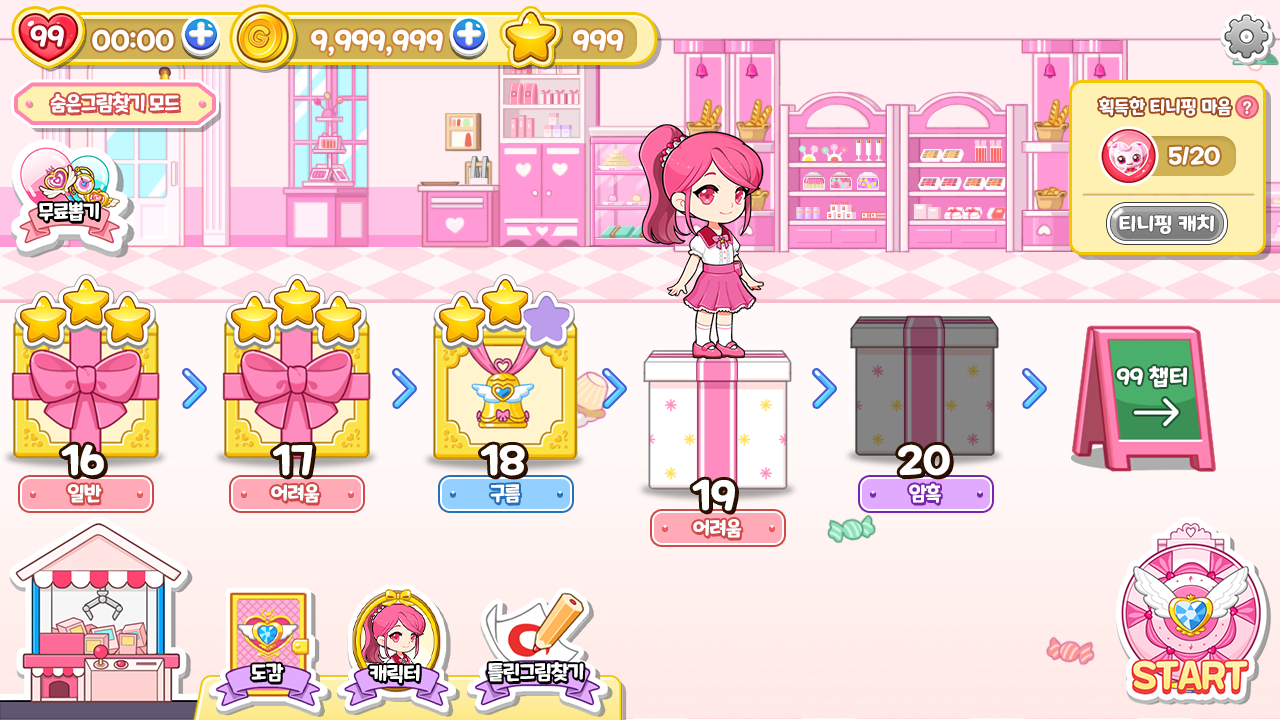 99 00:00 9,999,999 999
숨은그림찾기 모드
획득한 티니핑 마음 ?
5/20
무료뽑기
티니핑 캐치
99 챕터
16
17
18
19
20
일반
어려움
구름
어려움
암흑
도감
캐릭터
틀린그림찾기
START